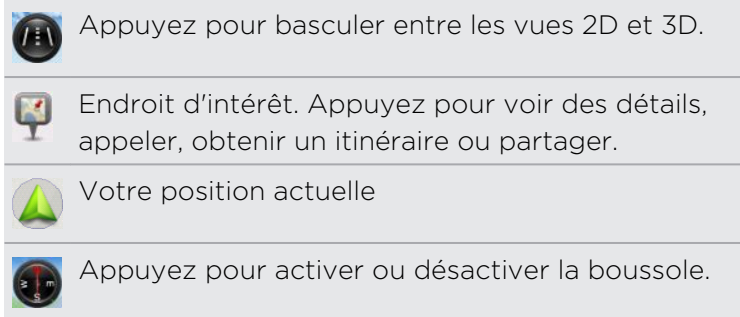 Appuyez pour basculer entre les vues 2D et 3D.
Endroit d'intérêt. Appuyez pour voir des détails,
appeler, obtenir un itinéraire ou partager.
Votre position actuelle
Appuyez pour activer ou désactiver la boussole.